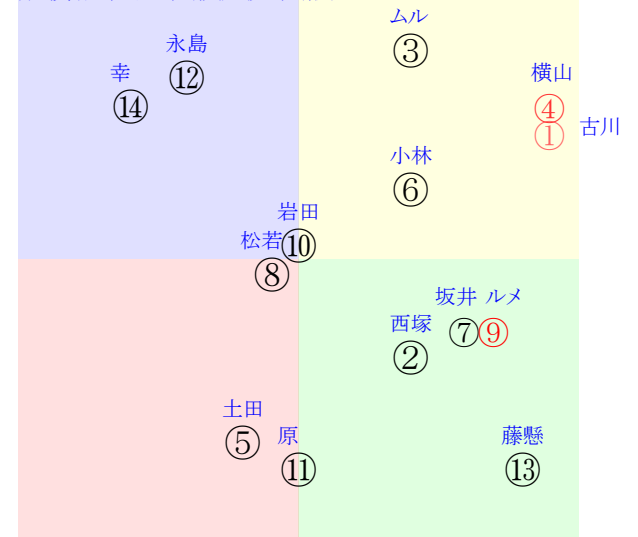 ムル
③
永島
⑫
幸
⑭
横山
④
①
古川
小林
⑥
岩田
⑩
松若
⑧
坂井 ルメ
⑦⑨
西塚
②
土田
⑤
原
⑪
藤懸
⑬